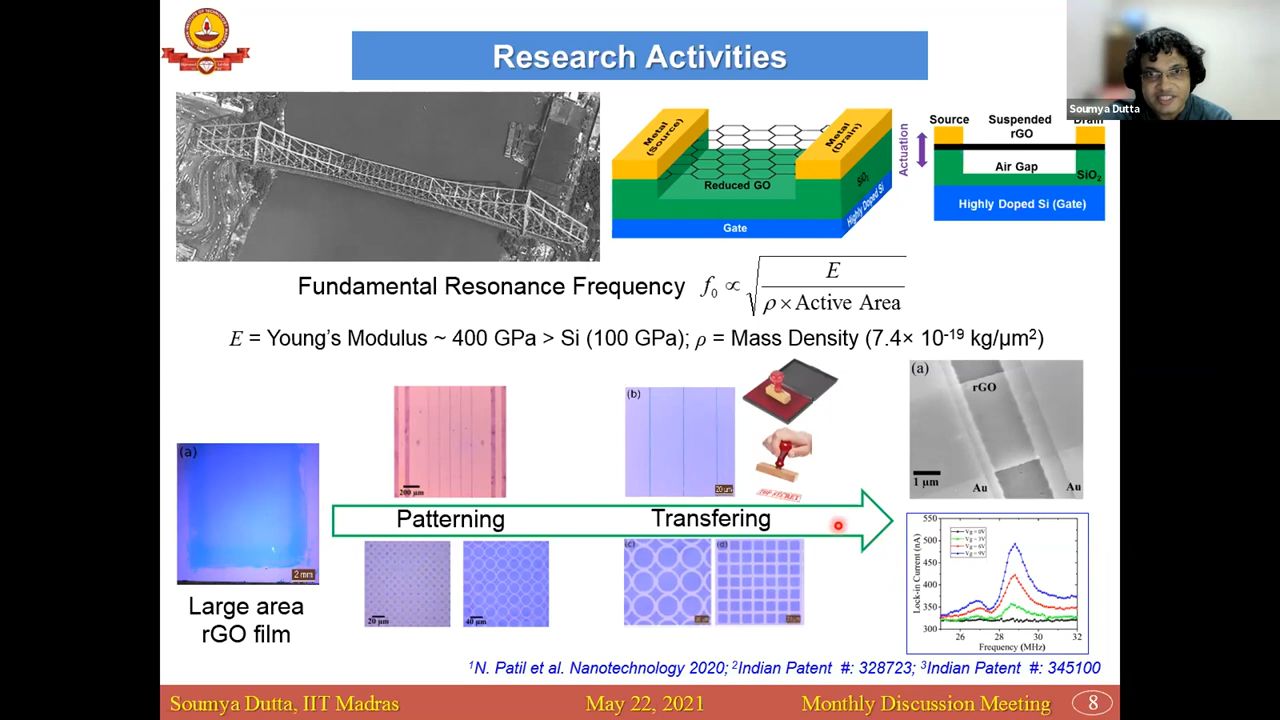 Research Activities
Soumya Dutta
Metal
(Source)
Metal
(Drain)
Reduced GO
SiO2
Highly Doped Si
Gate
Actuation
Source
Suspended
rGO
Drain
Air Gap
SiO2
Highly Doped Si (Gate)
Fundamental Resonance Frequency f0 ∝ √(E / ρ × Active Area)
E = Young's Modulus ~ 400 GPa > Si (100 GPa); ρ = Mass Density (7.4× 10-19 kg/µm2)
(a)
2 mm
Large area
rGO film
200 µm
Patterning
20 µm
40 µm
(b)
20 µm
TOP SECRET
Transfering
(c)
(d)
(a)
rGO
1 µm
Au
Au
550
500
450
400
350
300
Lock-in Current (nA)
Vg = 0V
Vg = 3V
Vg = 6V
Vg = 9V
26 28 30 32
Frequency (MHz)
1N. Patil et al. Nanotechnology 2020; 2Indian Patent #: 328723; 3Indian Patent #: 345100
Soumya Dutta, IIT Madras
May 22, 2021
Monthly Discussion Meeting
8